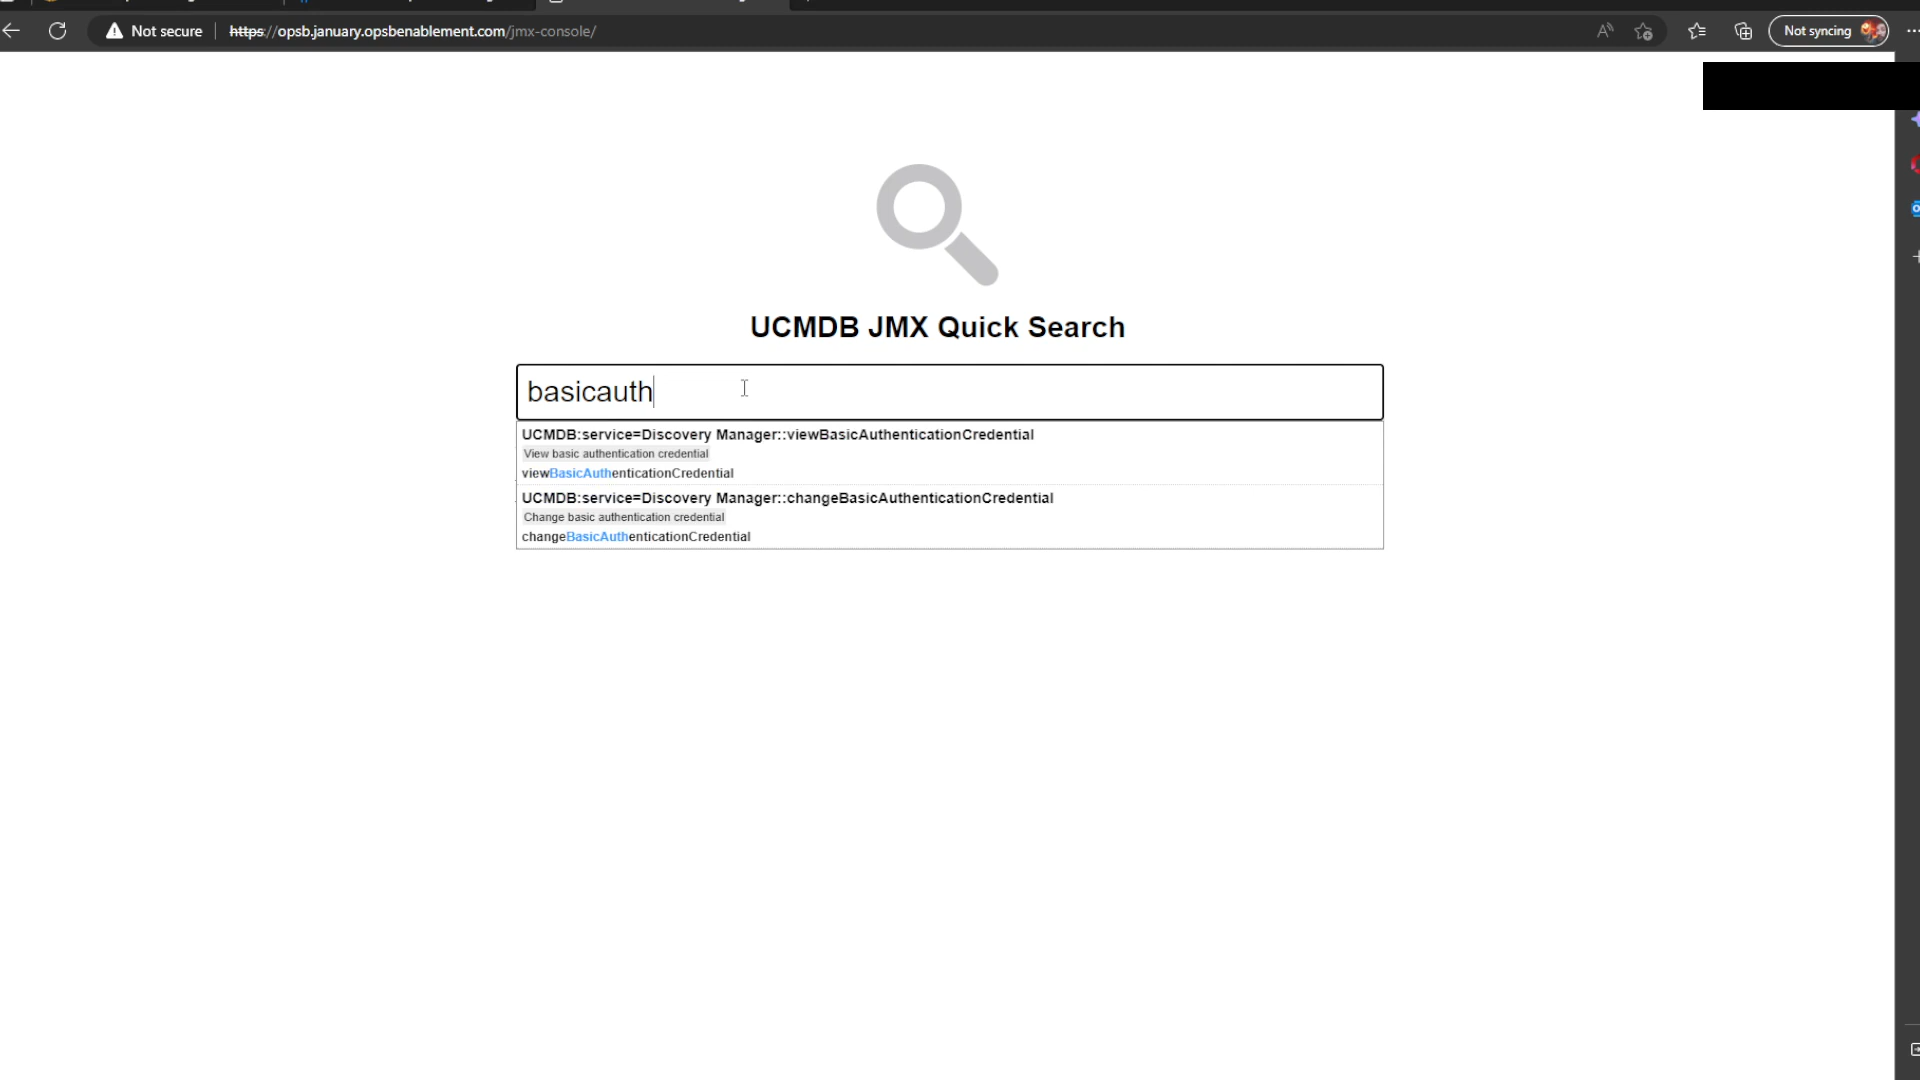 Not secure
https://opsb.january.opsbenablement.com/jmx-console/
Not syncing
UCMDB JMX Quick Search
basicauth
UCMDB:service=Discovery Manager::viewBasicAuthenticationCredential
View basic authentication credential
viewBasicAuthenticationCredential
UCMDB:service=Discovery Manager::changeBasicAuthenticationCredential
Change basic authentication credential
changeBasicAuthenticationCredential